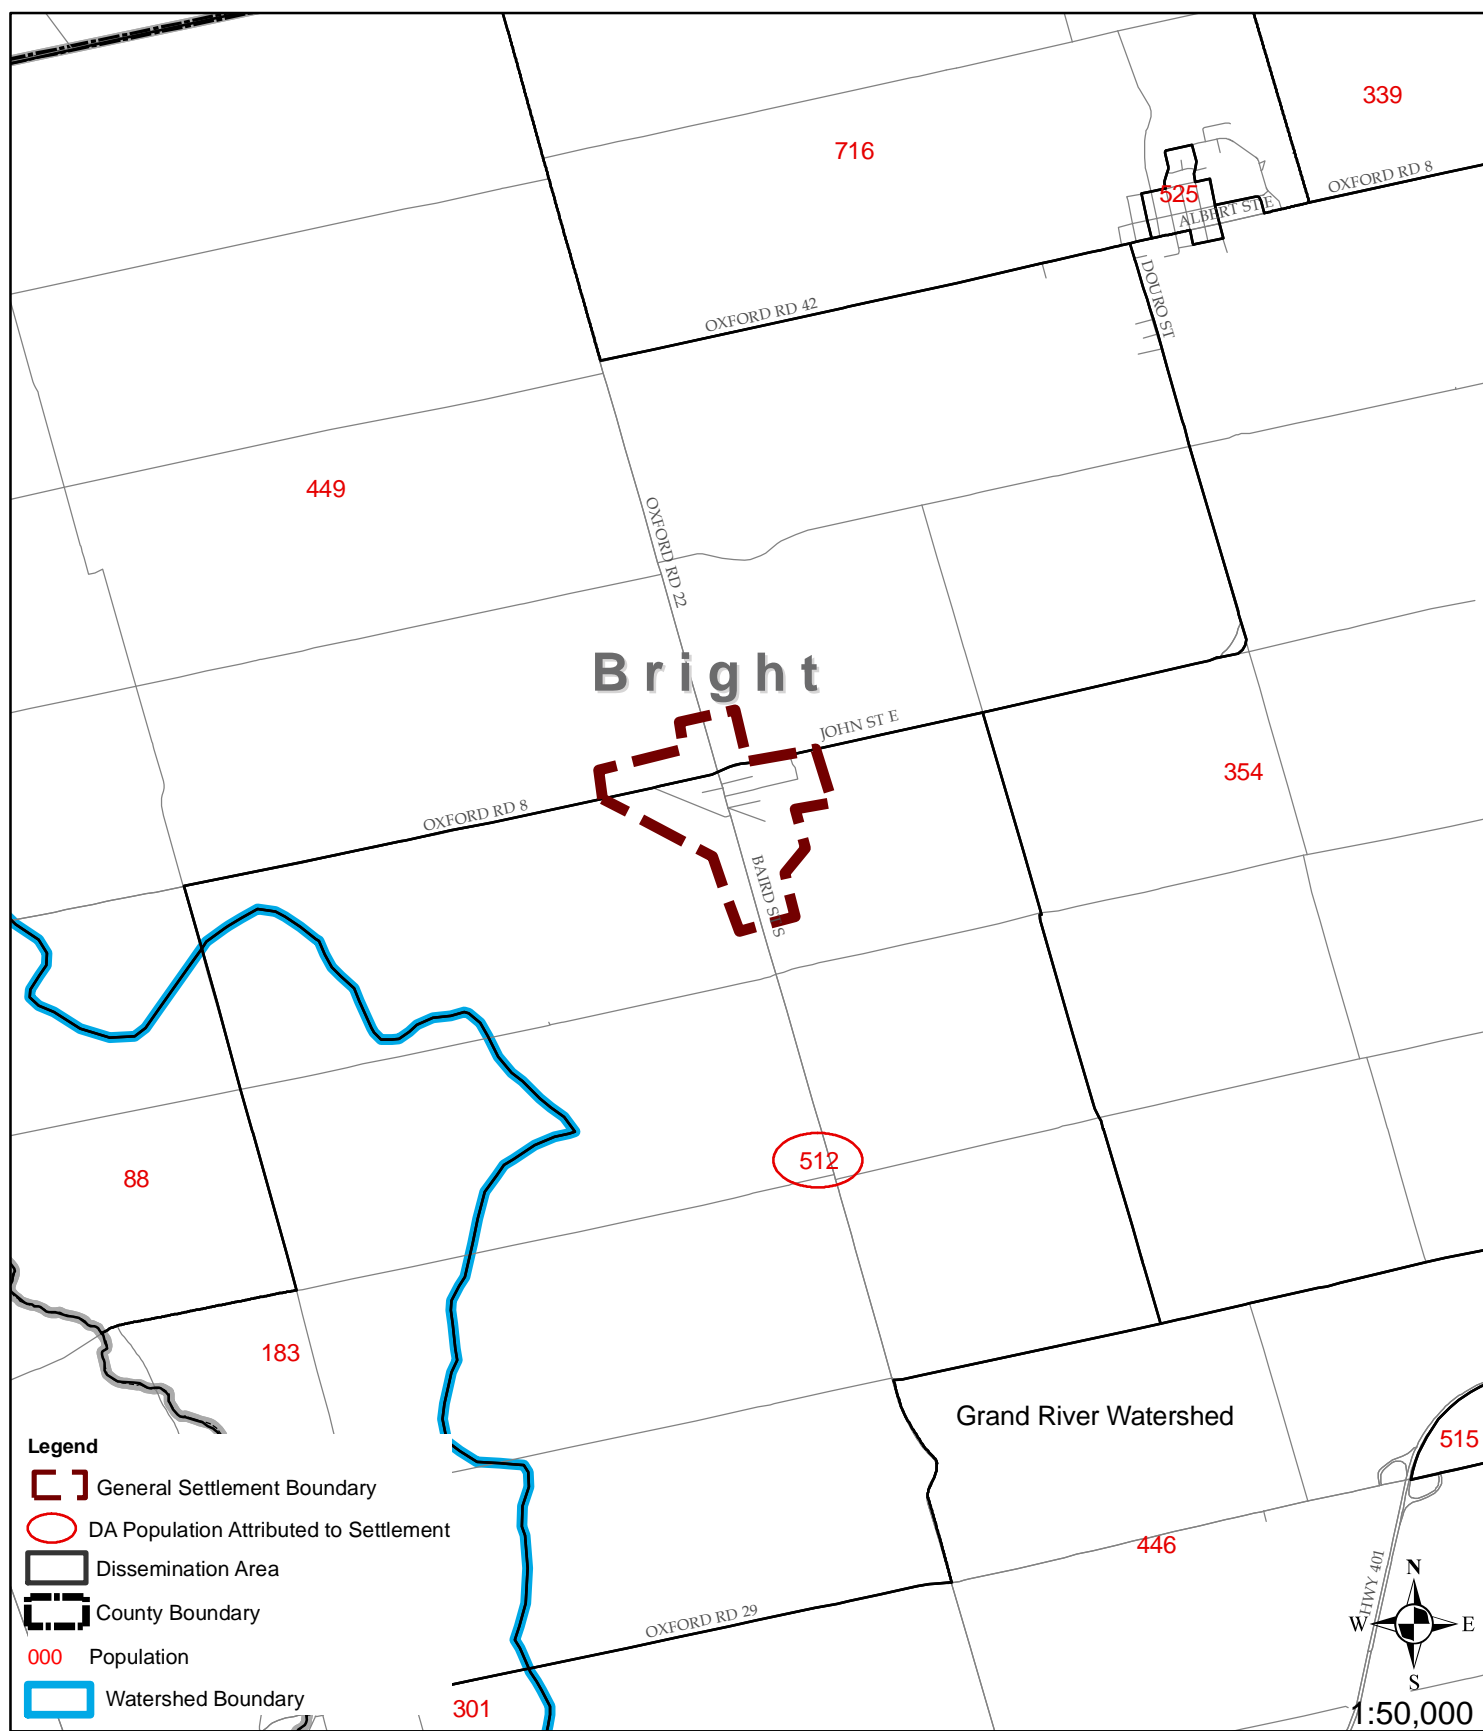 339
716
OXFORD RD 8
525
ALBERT ST E
DOURO ST
OXFORD RD 42
449
OXFORD RD 22
Bright
JOHN ST E
354
OXFORD RD 8
BAIRD ST S
512
88
183
Grand River Watershed
515
446
HWY 401
OXFORD RD 29
301
Legend
General Settlement Boundary
DA Population Attributed to Settlement
Dissemination Area
County Boundary
000 Population
Watershed Boundary
N
W E
S
1:50,000